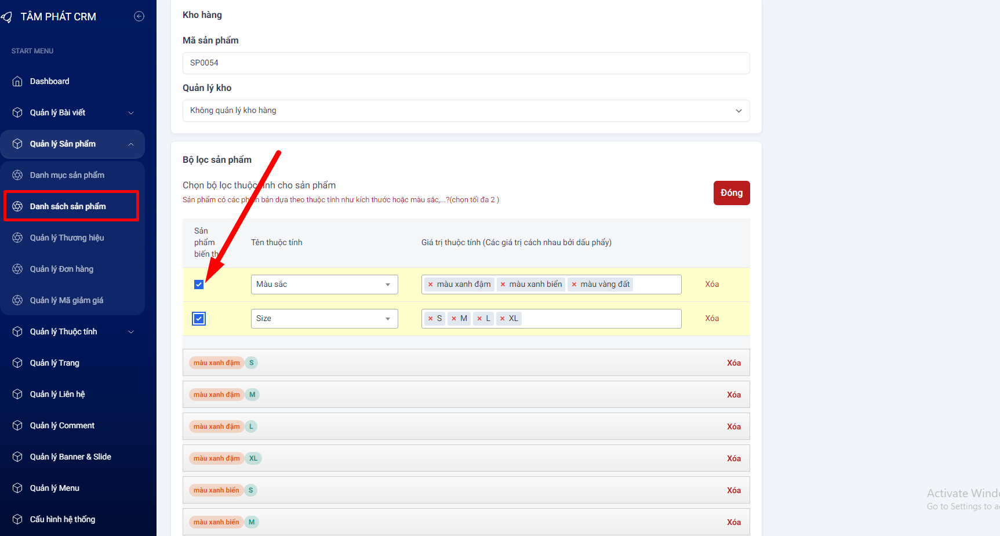 TÂM PHÁT CRM
START MENU
Dashboard
Quản lý Bài viết
Quản lý Sản phẩm
Danh mục sản phẩm
Danh sách sản phẩm
Quản lý Thương hiệu
Quản lý Đơn hàng
Quản lý Mã giảm giá
Quản lý Thuộc tính
Quản lý Trang
Quản lý Liên hệ
Quản lý Comment
Quản lý Banner & Slide
Quản lý Menu
Cấu hình hệ thống
Kho hàng
Mã sản phẩm
SP0054
Quản lý kho
Không quản lý kho hàng
Bộ lọc sản phẩm
Chọn bộ lọc thuộc tính cho sản phẩm
Sản phẩm có các phiên bản dựa theo thuộc tính như kích thước hoặc màu sắc,...?(chọn tối đa 2 )
Đóng
Sản
phẩm
biến th
Tên thuộc tính
Giá trị thuộc tính (Các giá trị cách nhau bởi dấu phẩy)
Màu sắc
× màu xanh đậm × màu xanh biển × màu vàng đất
Xóa
Size
× S × M × L × XL
Xóa
màu xanh đậm S Xóa
màu xanh đậm M Xóa
màu xanh đậm L Xóa
màu xanh đậm XL Xóa
màu xanh biển S Xóa
màu xanh biển M Xóa
Activate Wind
Go to Settings to a